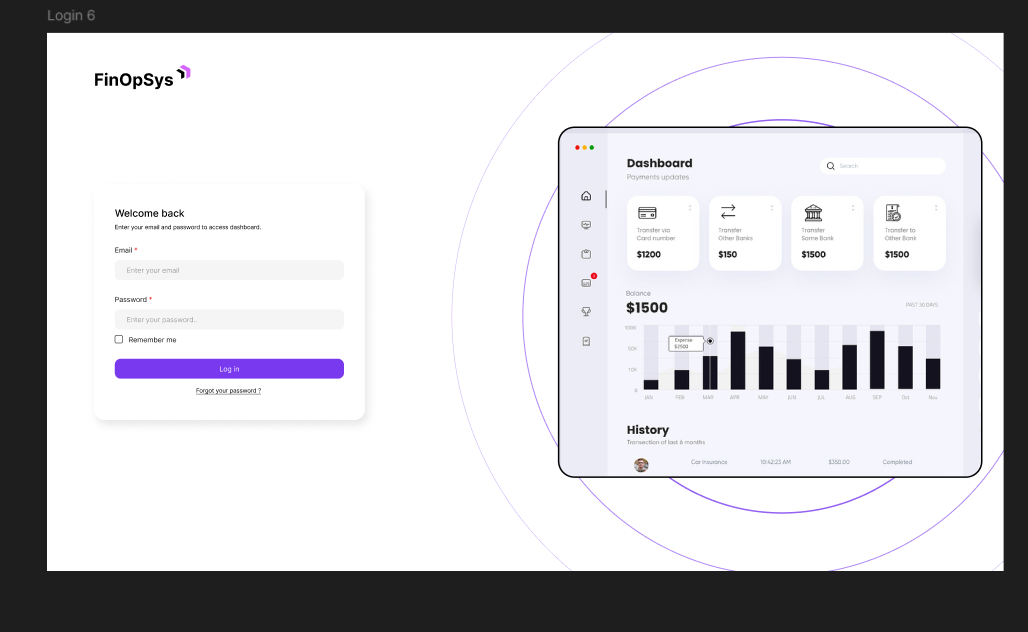 Login 6
FinOpSys
Welcome back
Enter your email and password to access dashboard.
Email *
Enter your email
Password *
Enter your password..
Remember me
Log in
Forgot your password ?
Dashboard
Payments updates
Search
Transfer via
Card number
$1200
Transfer
Other Banks
$150
Transfer
Same Bank
$1500
Transfer to
Other Bank
$1500
Balance
$1500
PAST 30 DAYS
100K
50K
10K
0
Expense
$2500
JAN FEB MAR APR MAY JUN JUL AUG SEP Oct Nov
History
Transection of last 6 months
Car Insurance 10:42:23 AM $350.00 Completed